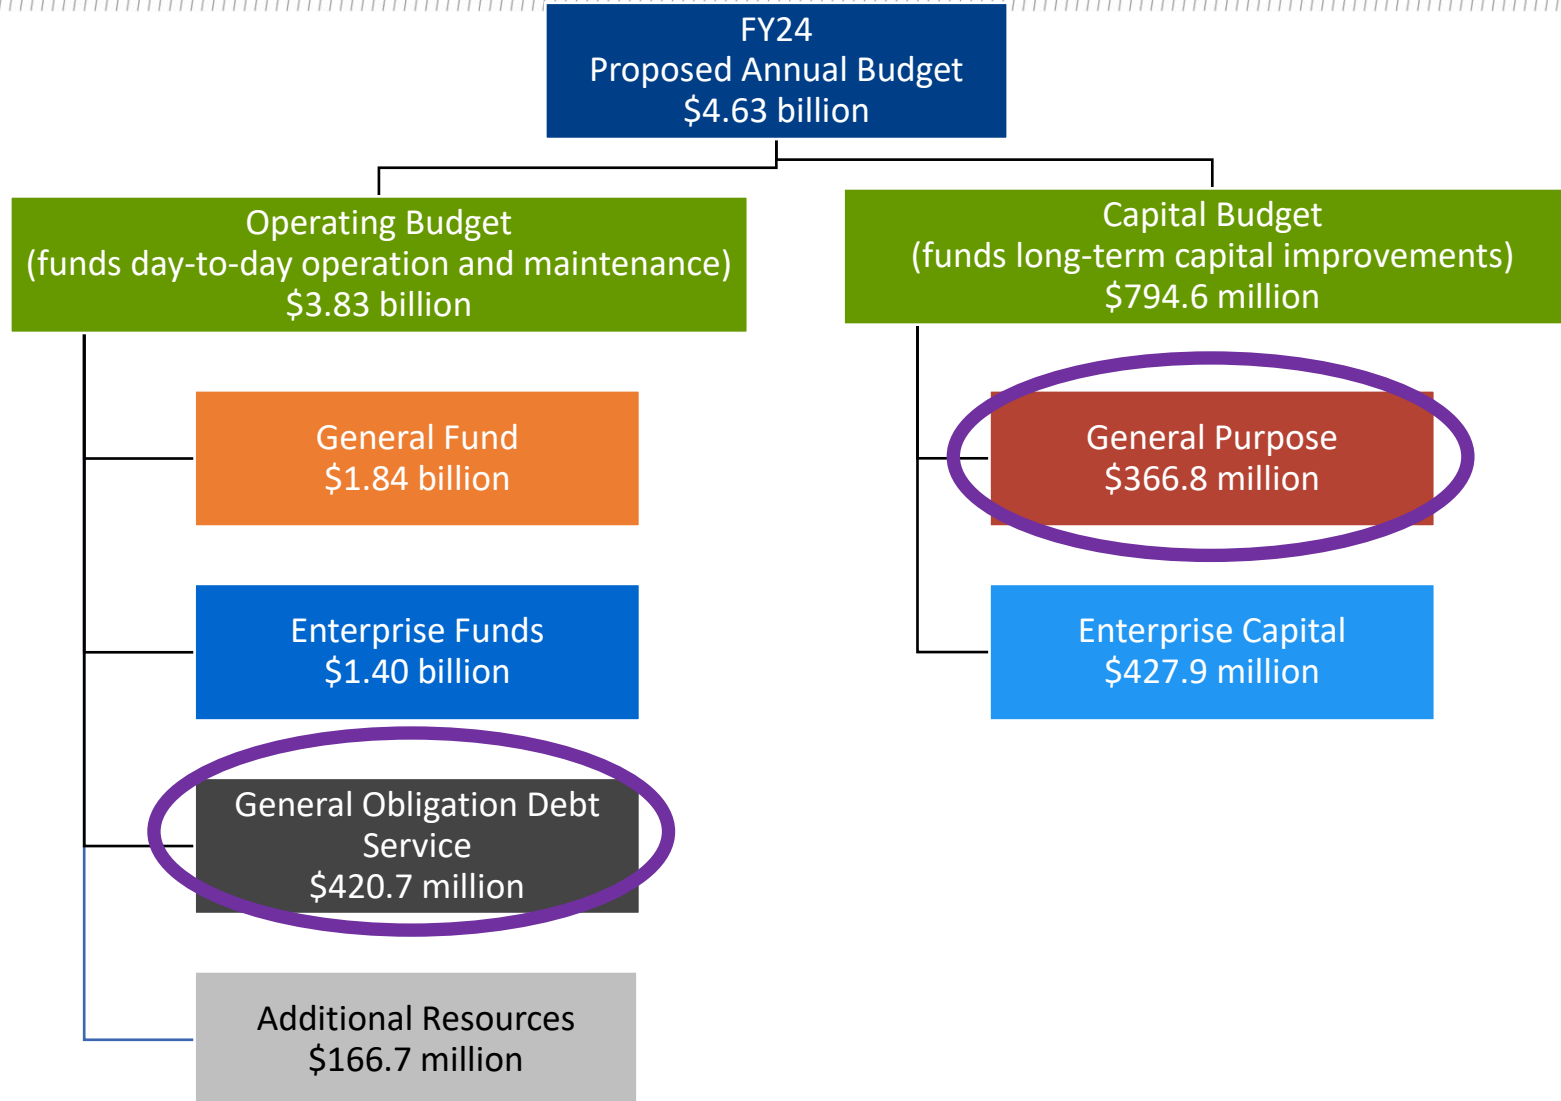 FY24
Proposed Annual Budget
$4.63 billion
Operating Budget
(funds day-to-day operation and maintenance)
$3.83 billion
General Fund
$1.84 billion
Enterprise Funds
$1.40 billion
General Obligation Debt
Service
$420.7 million
Additional Resources
$166.7 million
Capital Budget
(funds long-term capital improvements)
$794.6 million
General Purpose
$366.8 million
Enterprise Capital
$427.9 million